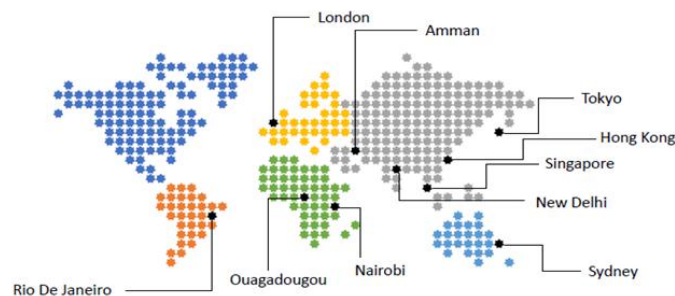 London
Amman
Tokyo
Hong Kong
Singapore
New Delhi
Ouagadougou
Nairobi
Sydney
Rio De Janeiro